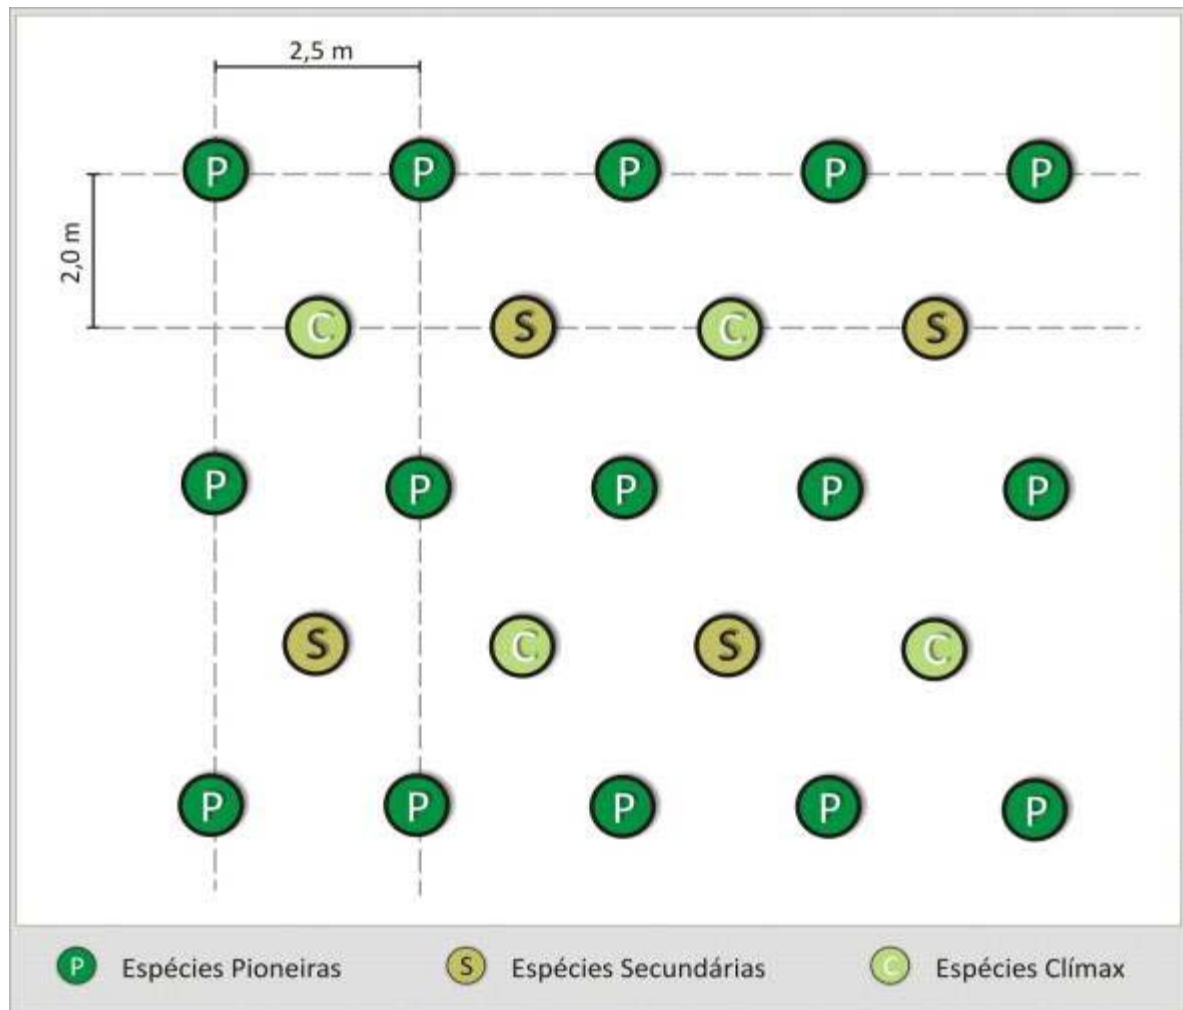 2,5 m
P P P P P
2,0 m
C S C S
P P P P P
S C S C
P P P P P
P Espécies Pioneiras S Espécies Secundárias C Espécies Clímax